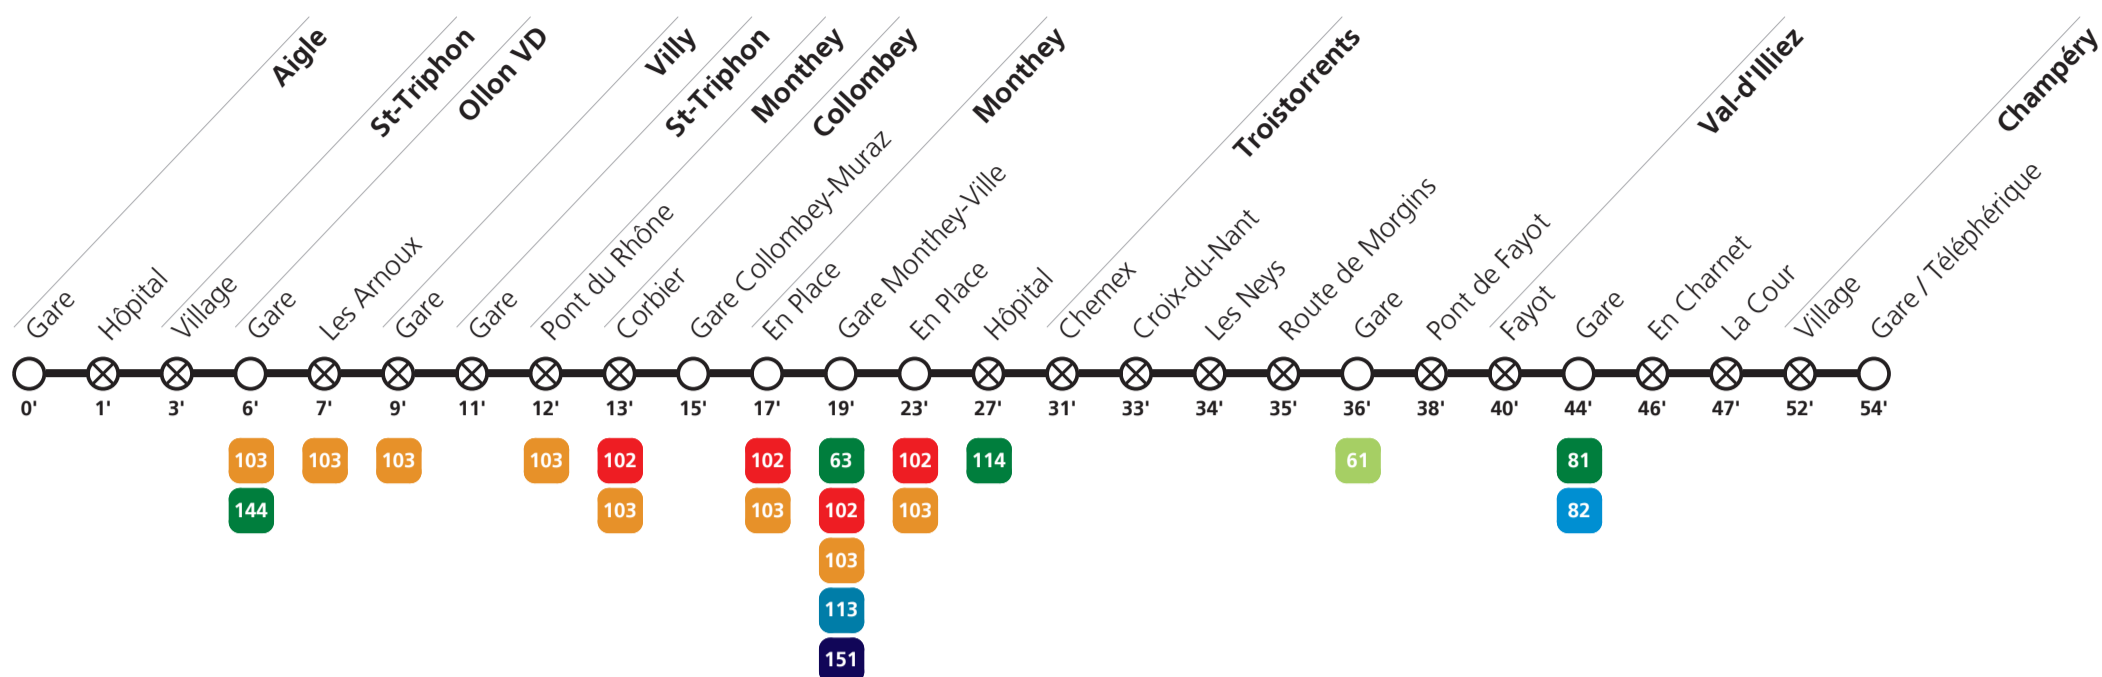 Aigle
St-Triphon
Ollon VD
Villy
St-Triphon
Monthey
Collombey
Monthey
Troistorrents
Val-d'Illiez
Champéry
Gare
Hôpital
Village
Gare
Les Arnoux
Gare
Gare
Pont du Rhône
Corbier
Gare Collombey-Muraz
En Place
Gare Monthey-Ville
En Place
Hôpital
Chemex
Croix-du-Nant
Les Neys
Route de Morgins
Gare
Pont de Fayot
Fayot
Gare
En Charnet
La Cour
Village
Gare / Téléphérique
0' 1' 3' 6' 7' 9' 11' 12' 13' 15' 17' 19' 23' 27' 31' 33' 34' 35' 36' 38' 40' 44' 46' 47' 52' 54'
103 103 103 103 102 102 63 102 114 61 81
144 103 103 102 103 82
103
113
151